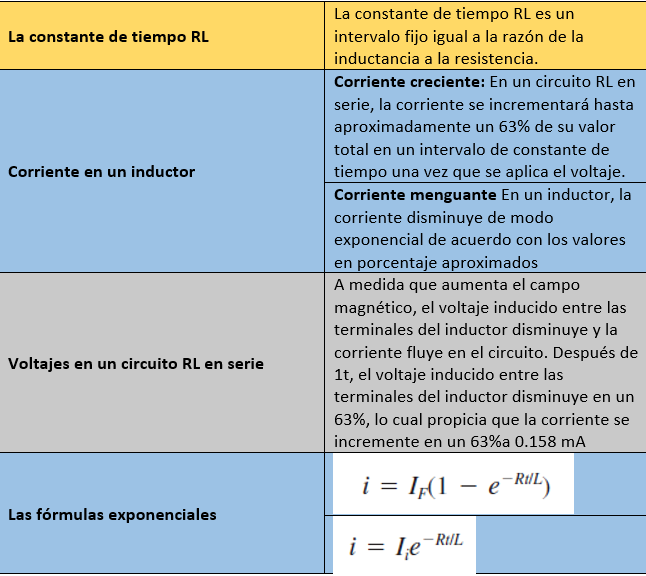 La constante de tiempo RL
La constante de tiempo RL es un
intervalo fijo igual a la razón de la
inductancia a la resistencia.
Corriente en un inductor
Corriente creciente: En un circuito RL en
serie, la corriente se incrementará hasta
aproximadamente un 63% de su valor
total en un intervalo de constante de
tiempo una vez que se aplica el voltaje.
Corriente menguante En un inductor, la
corriente disminuye de modo
exponencial de acuerdo con los valores
en porcentaje aproximados
Voltajes en un circuito RL en serie
A medida que aumenta el campo
magnético, el voltaje inducido entre las
terminales del inductor disminuye y la
corriente fluye en el circuito. Después de
1t, el voltaje inducido entre las
terminales del inductor disminuye en un
63%, lo cual propicia que la corriente se
incremente en un 63%a 0.158 mA
Las fórmulas exponenciales
i = I_F(1 − e^{−Rt/L})
i = I_i e^{−Rt/L}